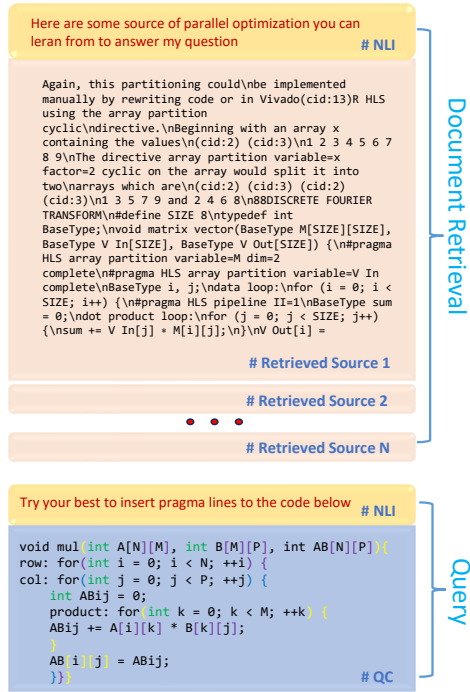 Here are some source of parallel optimization you can
leran from to answer my question
# NLI
Again, this partitioning could\nbe implemented
manually by rewriting code or in Vivado(cid:13)R HLS
using the array partition
cyclic\ndirective.\nBeginning with an array x
containing the values\n(cid:2) (cid:3)\n1 2 3 4 5 6 7
8 9\nThe directive array partition variable=x
factor=2 cyclic on the array would split it into
two\narrays which are\n(cid:2) (cid:3) (cid:2)
(cid:3)\n1 3 5 7 9 and 2 4 6 8\n88DISCRETE FOURIER
TRANSFORM\n#define SIZE 8\ntypedef int
BaseType;\nvoid matrix vector(BaseType M[SIZE][SIZE],
BaseType V In[SIZE], BaseType V Out[SIZE]) {\n#pragma
HLS array partition variable=M dim=2
complete\n#pragma HLS array partition variable=V In
complete\nBaseType i, j;\ndata loop:\nfor (i = 0; i <
SIZE; i++) {\n#pragma HLS pipeline II=1\nBaseType sum
= 0;\ndot product loop:\nfor (j = 0; j < SIZE; j++)
{\nsum += V In[j] * M[i][j];\n}\nV Out[i] =
# Retrieved Source 1
# Retrieved Source 2
# Retrieved Source N
Document Retrieval
Try your best to insert pragma lines to the code below
# NLI
void mul(int A[N][M], int B[M][P], int AB[N][P]){
row: for(int i = 0; i < N; ++i) {
col: for(int j = 0; j < P; ++j) {
int ABij = 0;
product: for(int k = 0; k < M; ++k) {
ABij += A[i][k] * B[k][j];
}
AB[i][j] = ABij;
}}}
# QC
Query